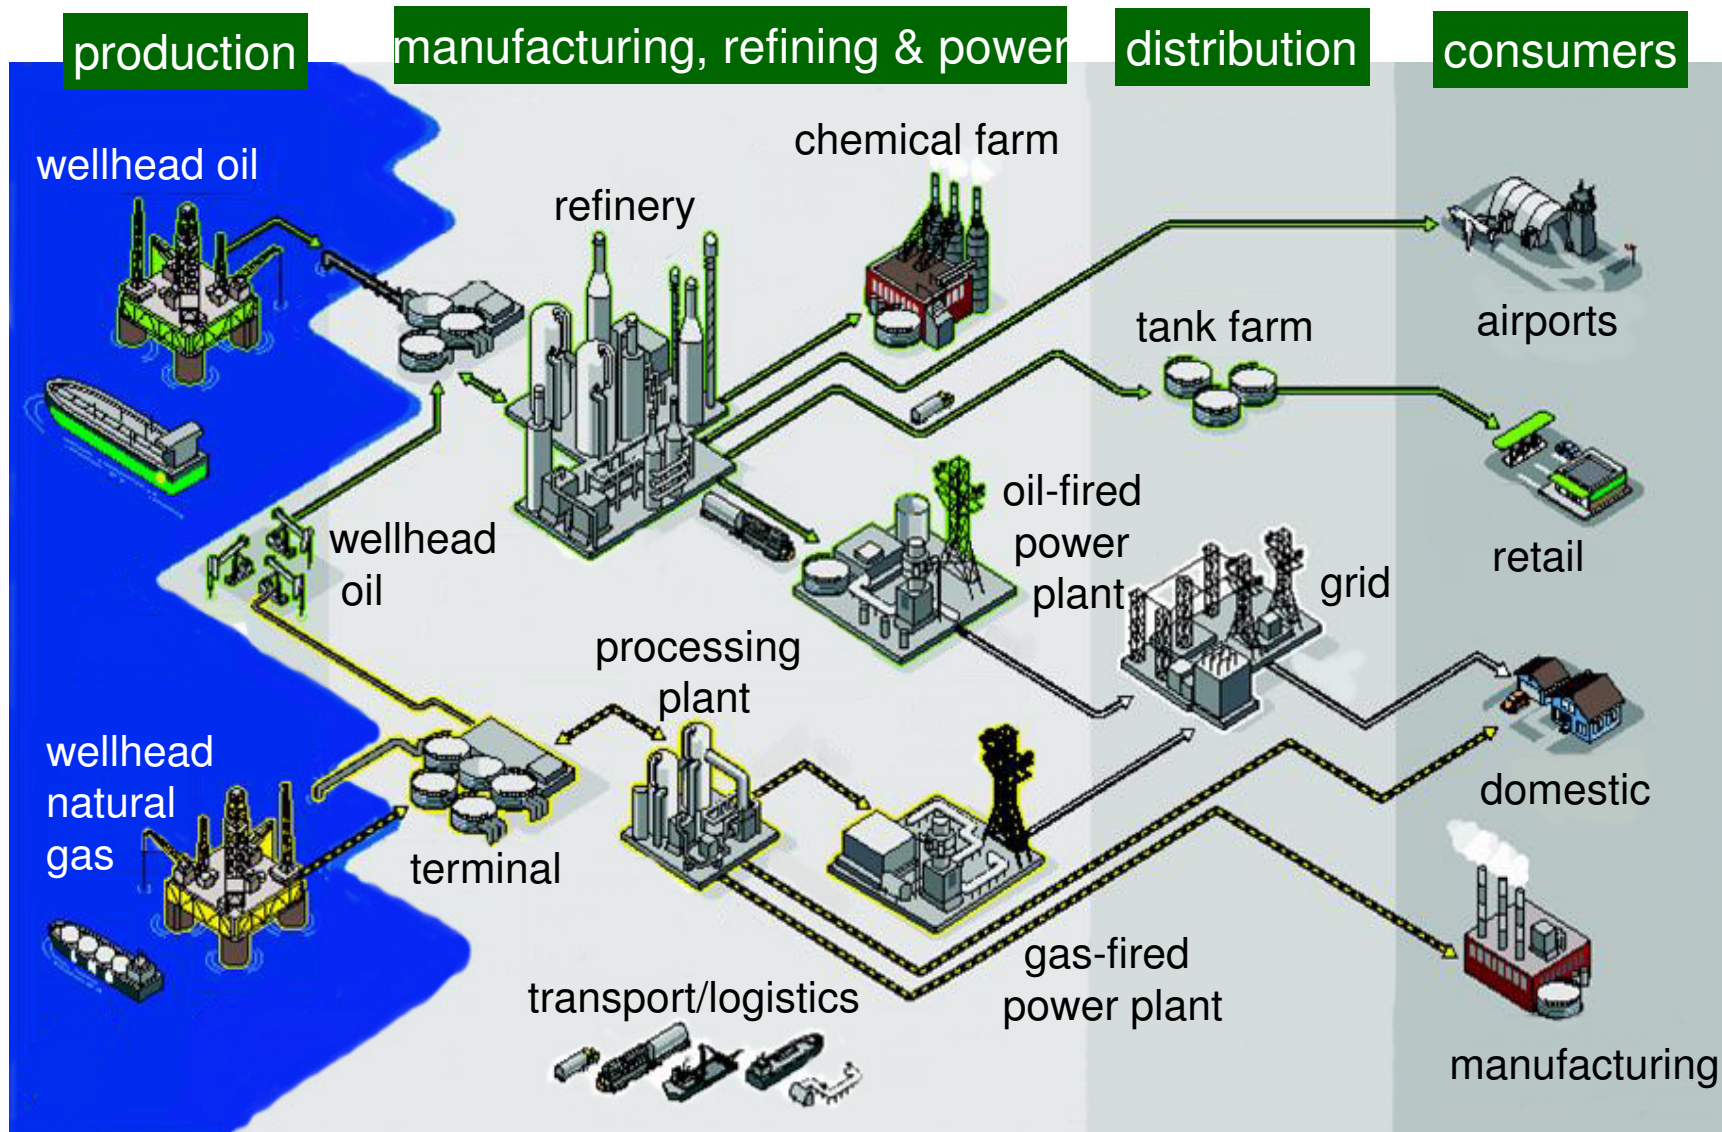 production
manufacturing, refining & power
distribution
consumers
wellhead oil
refinery
chemical farm
tank farm
airports
wellhead
oil
oil-fired
power
plant
grid
retail
processing
plant
wellhead
natural
gas
terminal
domestic
gas-fired
power plant
transport/logistics
manufacturing